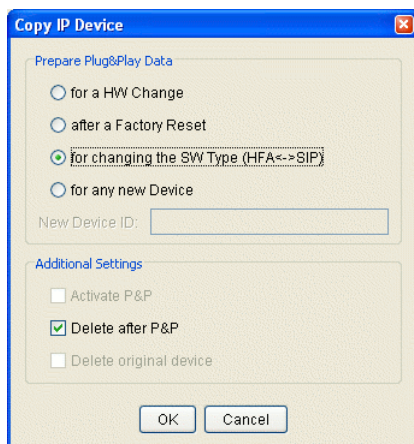 Copy IP Device
Prepare Plug&Play Data
for a HW Change
after a Factory Reset
for changing the SW Type (HFA<->SIP)
for any new Device
New Device ID:
Additional Settings
Activate P&P
Delete after P&P
Delete original device
OK Cancel